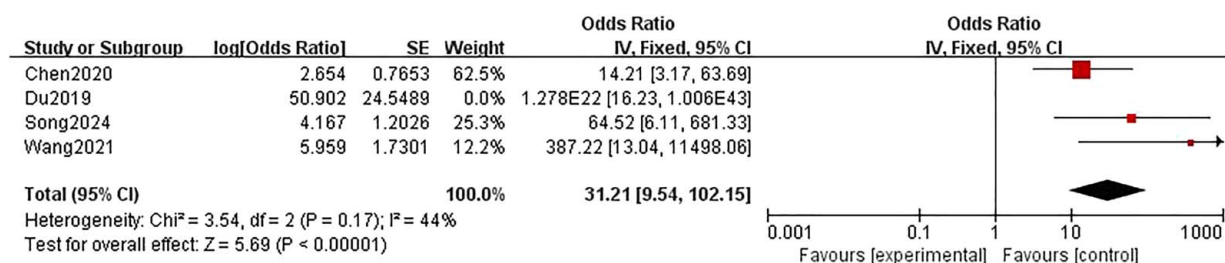 Odds Ratio Odds Ratio
Study or Subgroup log[Odds Ratio] SE Weight IV, Fixed, 95% CI IV, Fixed, 95% CI
Chen2020 2.654 0.7653 62.5% 14.21 [3.17, 63.69]
Du2019 50.902 24.5489 0.0% 1.278E22 [16.23, 1.006E43]
Song2024 4.167 1.2026 25.3% 64.52 [6.11, 681.33]
Wang2021 5.959 1.7301 12.2% 387.22 [13.04, 11498.06]
Total (95% CI) 100.0% 31.21 [9.54, 102.15]
Heterogeneity: Chi² = 3.54, df = 2 (P = 0.17); I² = 44%
Test for overall effect: Z = 5.69 (P < 0.00001)
0.001 0.1 1 10 1000
Favours [experimental] Favours [control]